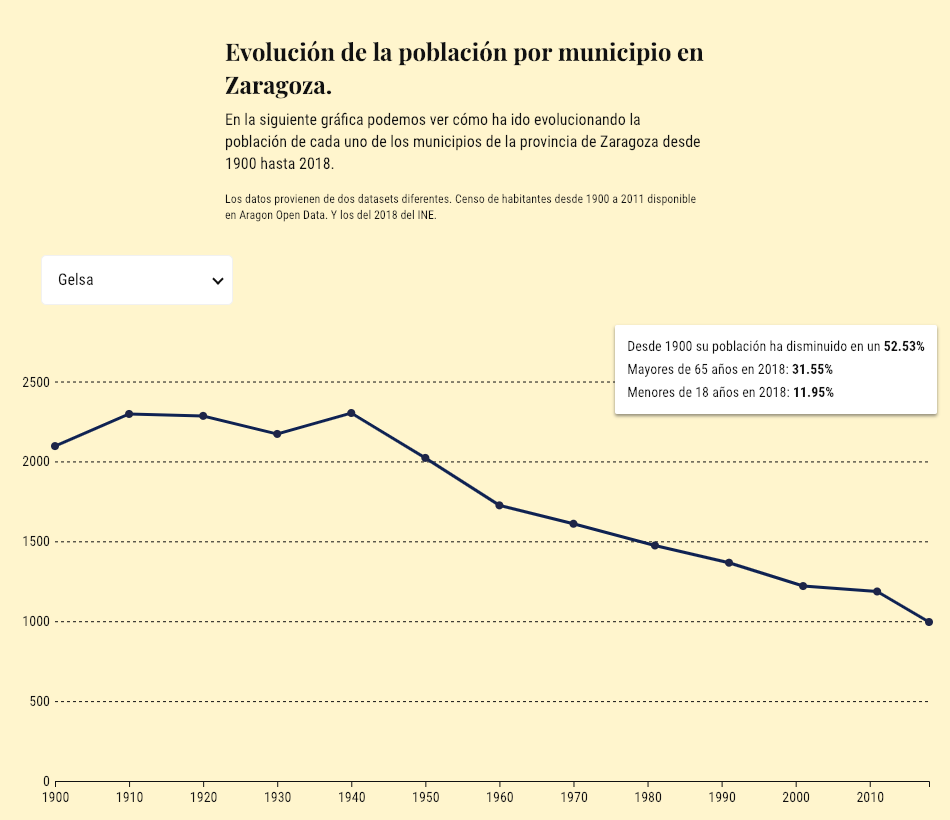 Evolución de la población por municipio en
Zaragoza.
En la siguiente gráfica podemos ver cómo ha ido evolucionando la
población de cada uno de los municipios de la provincia de Zaragoza desde
1900 hasta 2018.
Los datos provienen de dos datasets diferentes. Censo de habitantes desde 1900 a 2011 disponible
en Aragon Open Data. Y los del 2018 del INE.
Gelsa
Desde 1900 su población ha disminuido en un 52.53%
Mayores de 65 años en 2018: 31.55%
Menores de 18 años en 2018: 11.95%
2500
2000
1500
1000
500
0
1900 1910 1920 1930 1940 1950 1960 1970 1980 1990 2000 2010